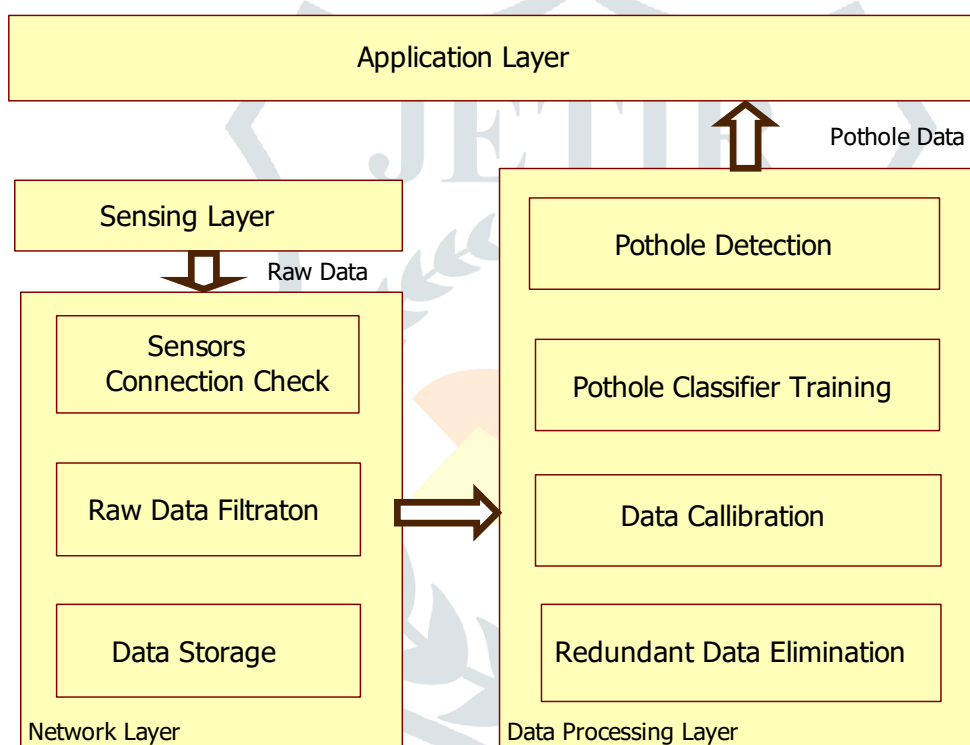 Application Layer
JETIR
Pothole Data
Sensing Layer
Raw Data
Sensors
Connection Check
Raw Data Filtraton
Data Storage
Network Layer
Pothole Detection
Pothole Classifier Training
Data Callibration
Redundant Data Elimination
Data Processing Layer